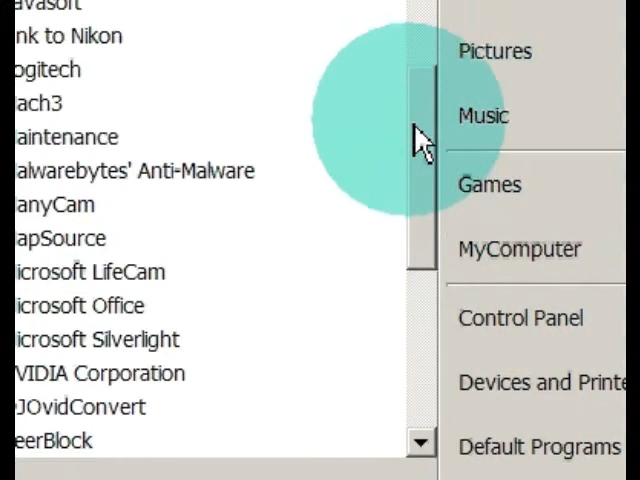 avasoft
nk to Nikon
ogitech
ach3
aintenance
alwarebytes' Anti-Malware
anyCam
apSource
icrosoft LifeCam
icrosoft Office
icrosoft Silverlight
VIDIA Corporation
JOvidConvert
eerBlock
Pictures
Music
Games
MyComputer
Control Panel
Devices and Printe
Default Programs